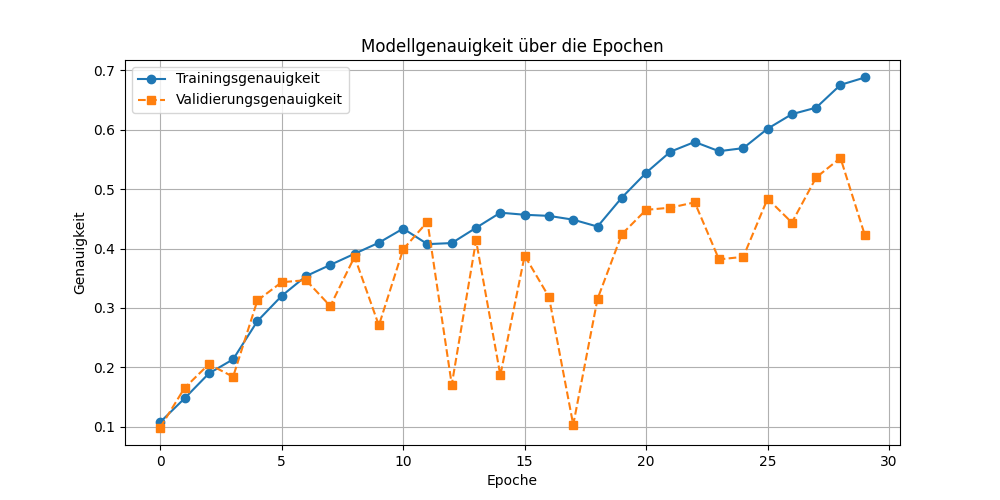 Modellgenauigkeit über die Epochen
Trainingsgenauigkeit
Validierungsgenauigkeit
Genauigkeit
0.7
0.6
0.5
0.4
0.3
0.2
0.1
0 5 10 15 20 25 30
Epoche